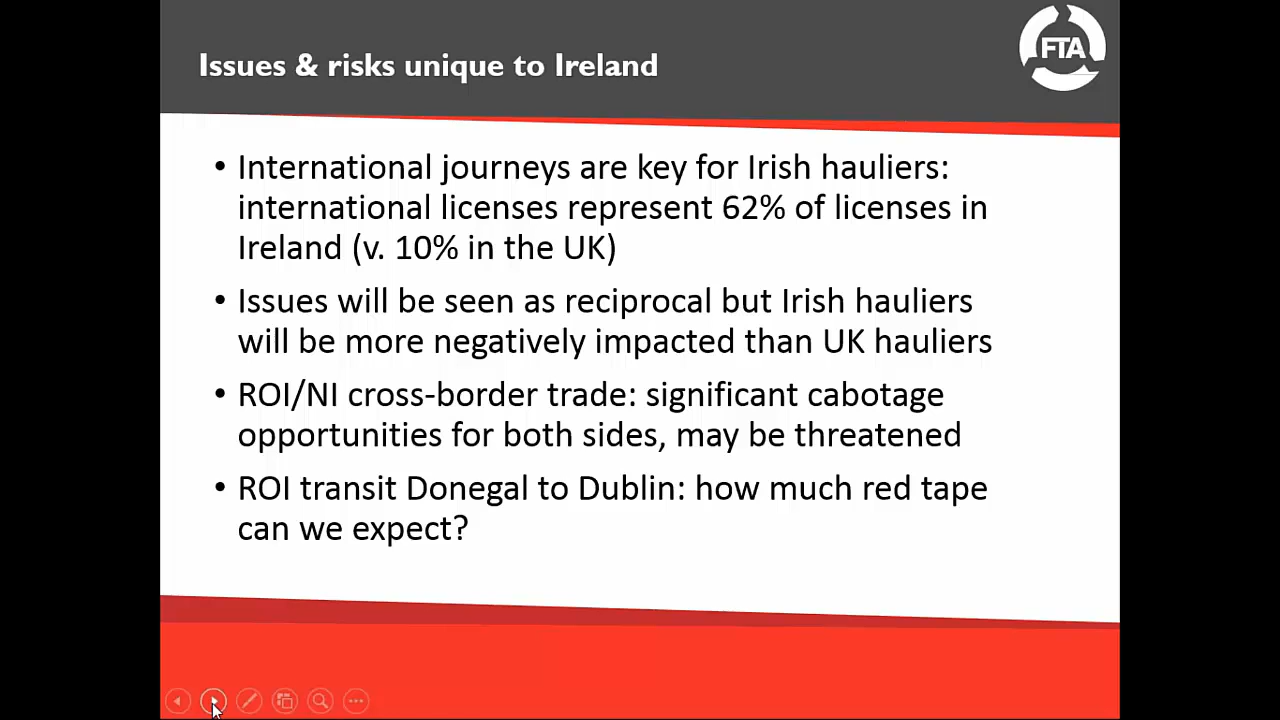 Issues & risks unique to Ireland
FTA
• International journeys are key for Irish hauliers:
international licenses represent 62% of licenses in
Ireland (v. 10% in the UK)
• Issues will be seen as reciprocal but Irish hauliers
will be more negatively impacted than UK hauliers
• ROI/NI cross-border trade: significant cabotage
opportunities for both sides, may be threatened
• ROI transit Donegal to Dublin: how much red tape
can we expect?